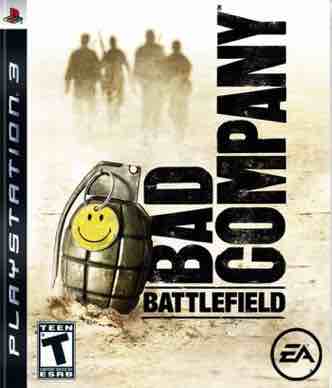 PLAYSTATION 3
BAD
COMPANY
BATTLEFIELD
TEEN
T
ESRB
EA